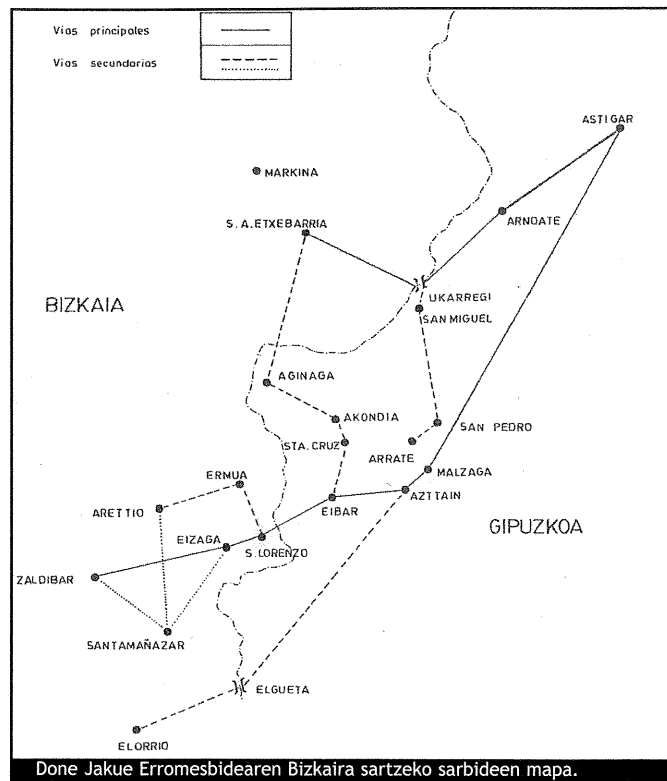 Vias principales
Vias secundarias
ASTIGAR
MARKINA
ARNOATE
S.A.ETXEBARRIA
BIZKAIA
UKARREGI
SAN MIGUEL
AGINAGA
AKONDIA
SAN PEDRO
STA. CRUZ
ARRATE
MALZAGA
ERMUA
AZTTAIN
EIBAR
ARETTIO
GIPUZKOA
EIZAGA
S. LORENZO
ZALDIBAR
SANTAMAÑAZAR
ELGUETA
ELORRIO
Done Jakue Erromesbidearen Bizkaira sartzeko sarbideen mapa.